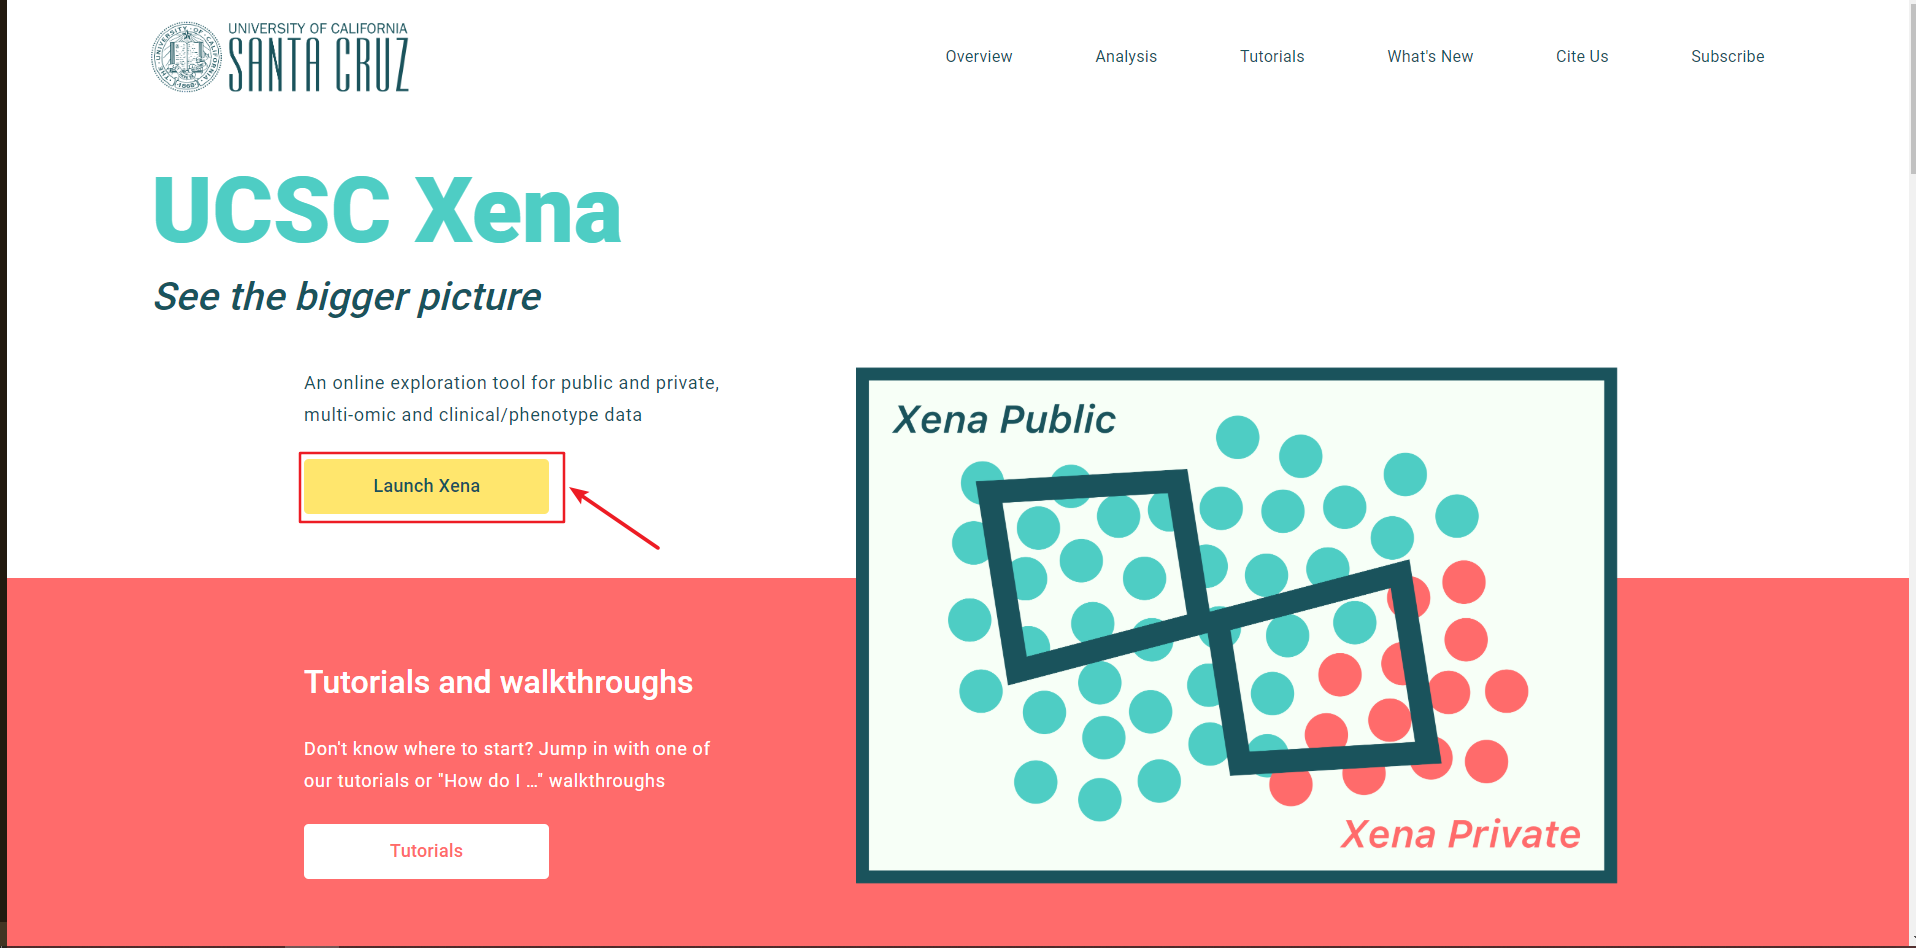 UNIVERSITY OF CALIFORNIA
SANTA CRUZ
Overview
Analysis
Tutorials
What's New
Cite Us
Subscribe
UCSC Xena
See the bigger picture
An online exploration tool for public and private,
multi-omic and clinical/phenotype data
Launch Xena
Xena Public
Xena Private
Tutorials and walkthroughs
Don't know where to start? Jump in with one of
our tutorials or "How do I ..." walkthroughs
Tutorials